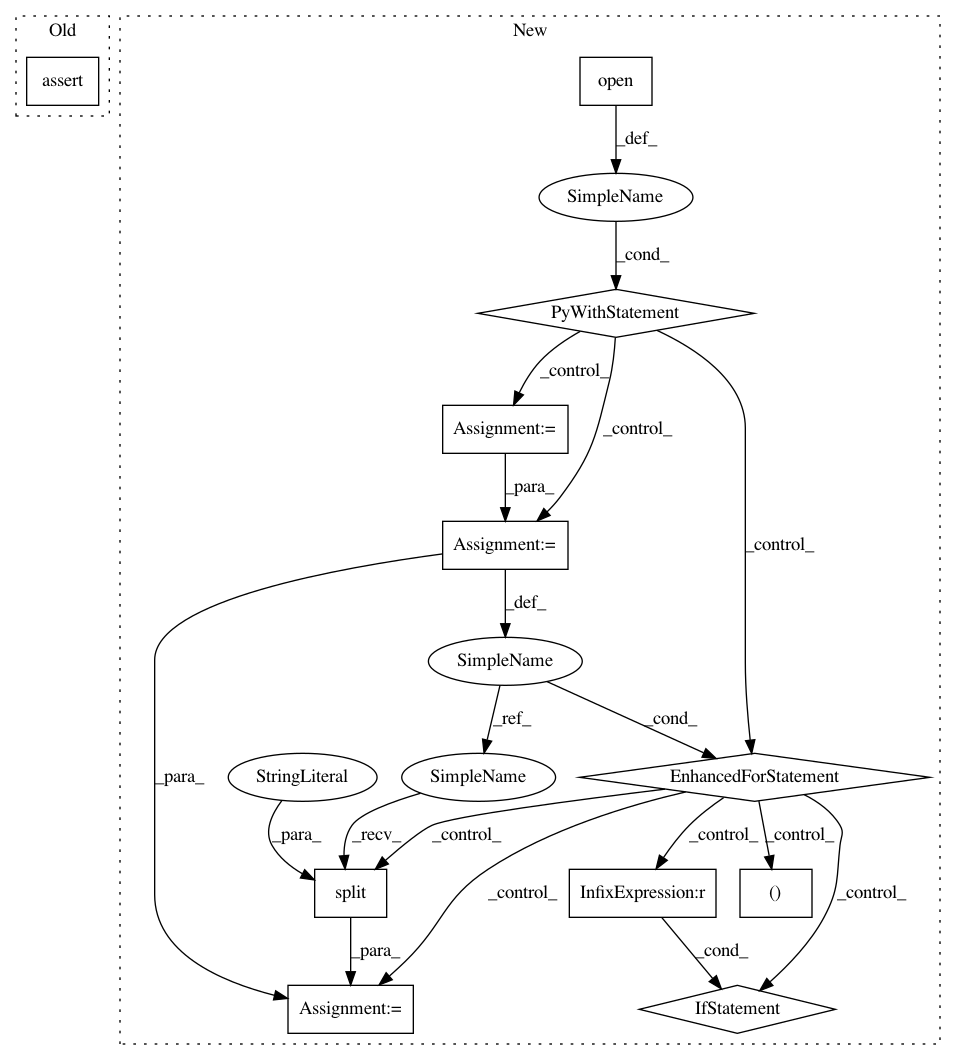 Old
New
assert
open
_def_
SimpleName
_cond_
PyWithStatement
_control_
Assignment:=
_control_
_para_
Assignment:=
_control_
_def_
SimpleName
_ref_
_cond_
_para_
StringLiteral
SimpleName
EnhancedForStatement
_para_
_recv_
_control_
_control_
_control_
split
_control_
InfixExpression:r
()
_control_
_para_
_cond_
Assignment:=
IfStatement